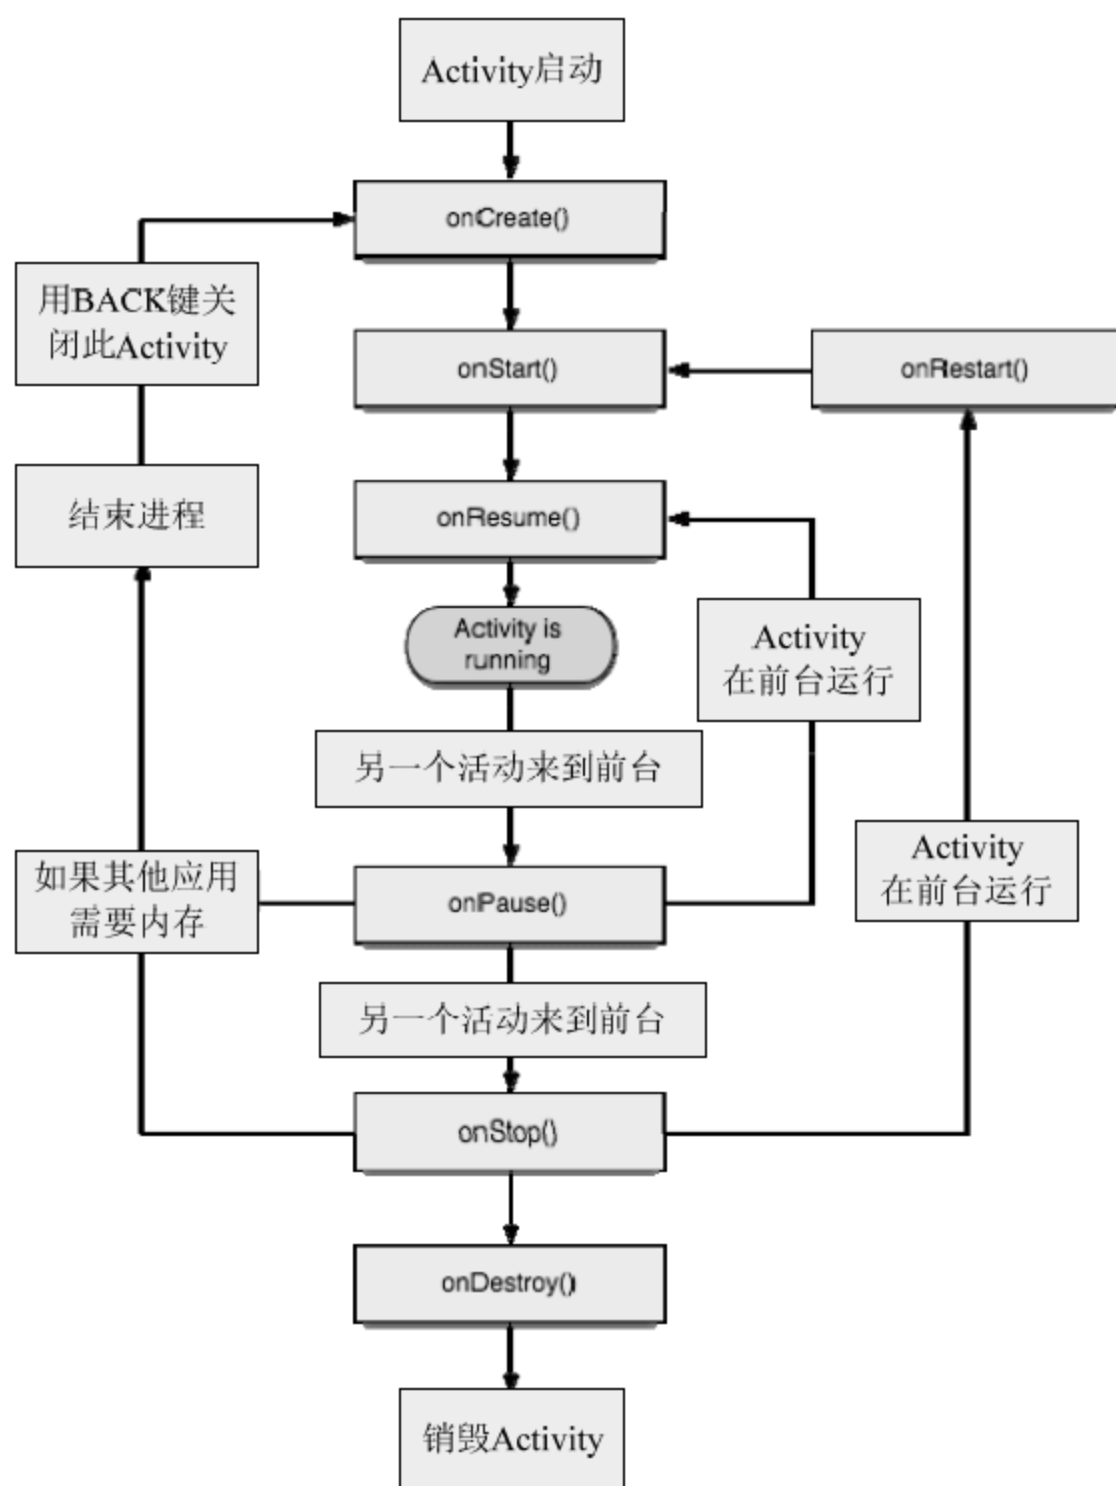 Activity启动
onCreate()
用BACK键关
闭此Activity
onStart()
onRestart()
结束进程
onResume()
Activity is
running
Activity
在前台运行
另一个活动来到前台
如果其他应用
需要内存
onPause()
Activity
在前台运行
另一个活动来到前台
onStop()
onDestroy()
销毁Activity